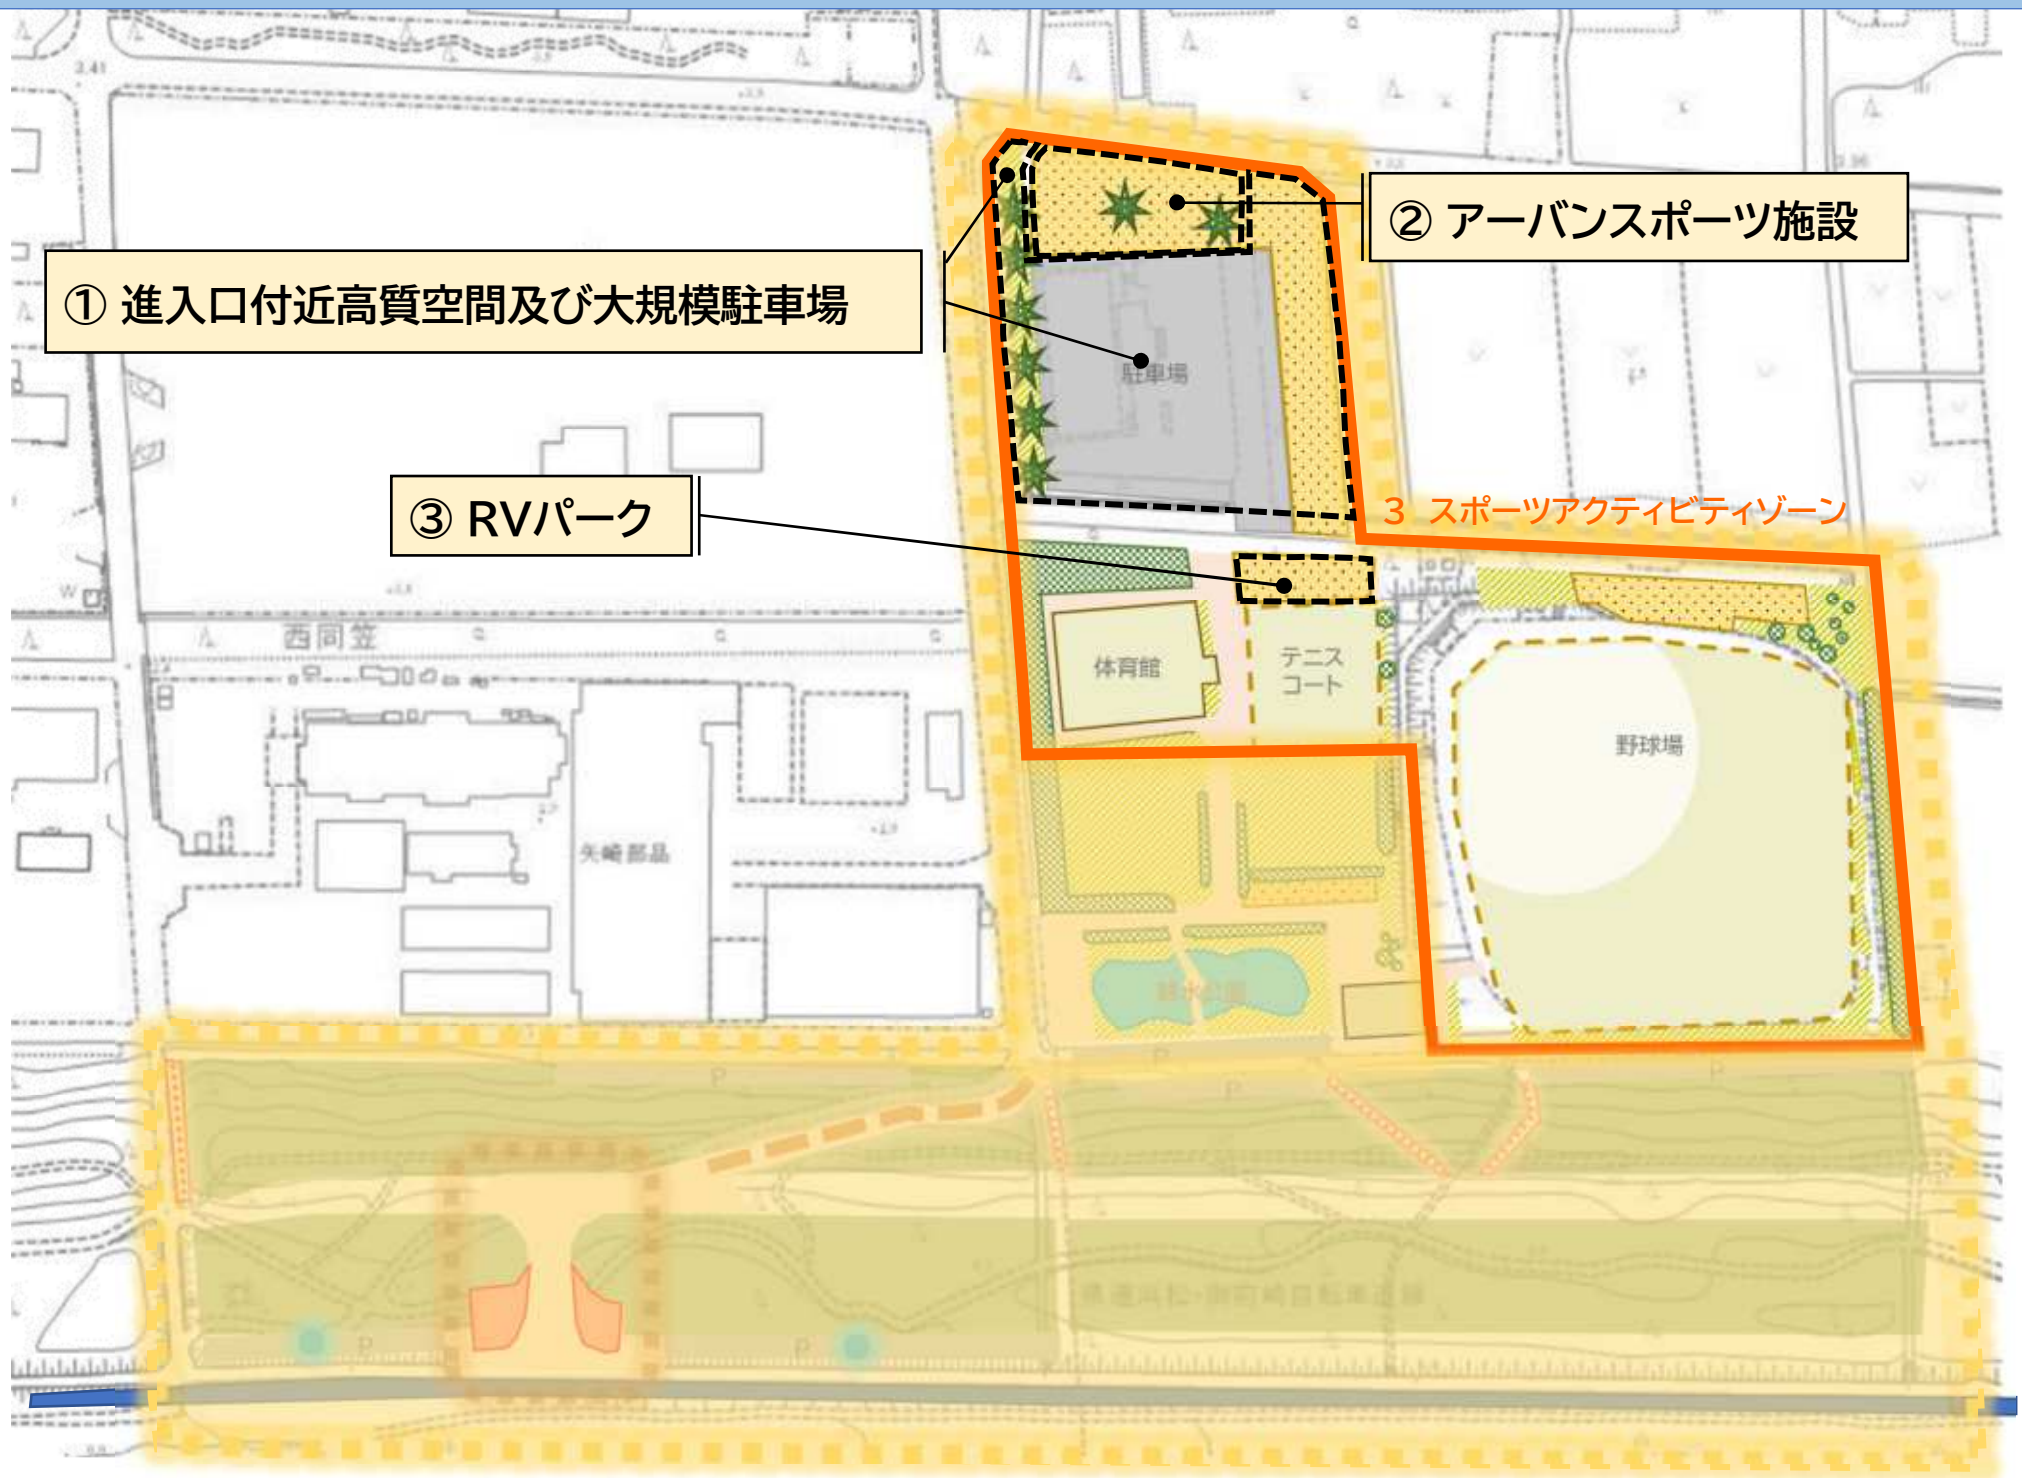 3.41
② アーバンスポーツ施設
① 進入口付近高質空間及び大規模駐車場
駐車場
③ RVパーク
3 スポーツアクティビティゾーン
W
西同笠
G
G
G
体育館
テニス
コート
野球場
矢崎部品
P
P
P
P
P
P